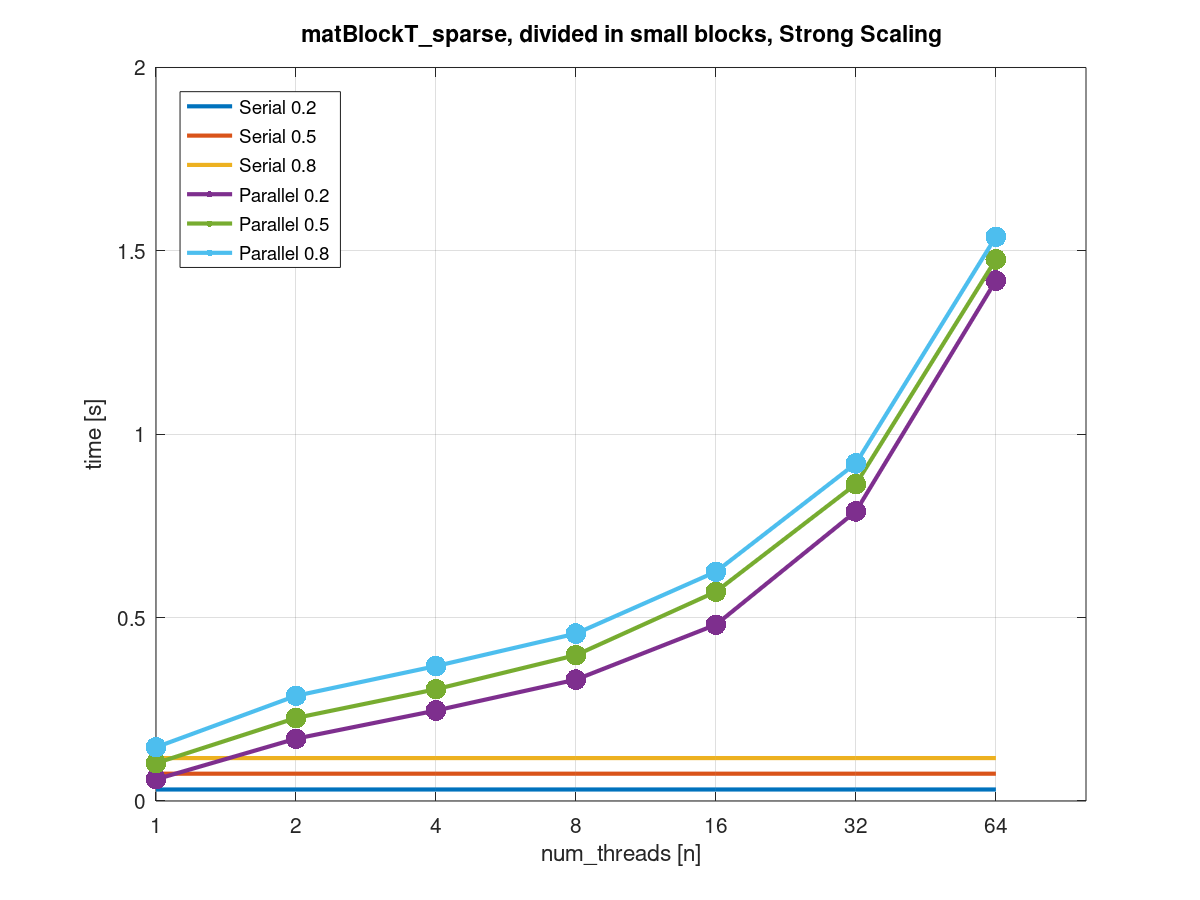 matBlockT_sparse, divided in small blocks, Strong Scaling
2
Serial 0.2
Serial 0.5
Serial 0.8
Parallel 0.2
Parallel 0.5
Parallel 0.8
1.5
1
0.5
0
time [s]
1 2 4 8 16 32 64
num_threads [n]